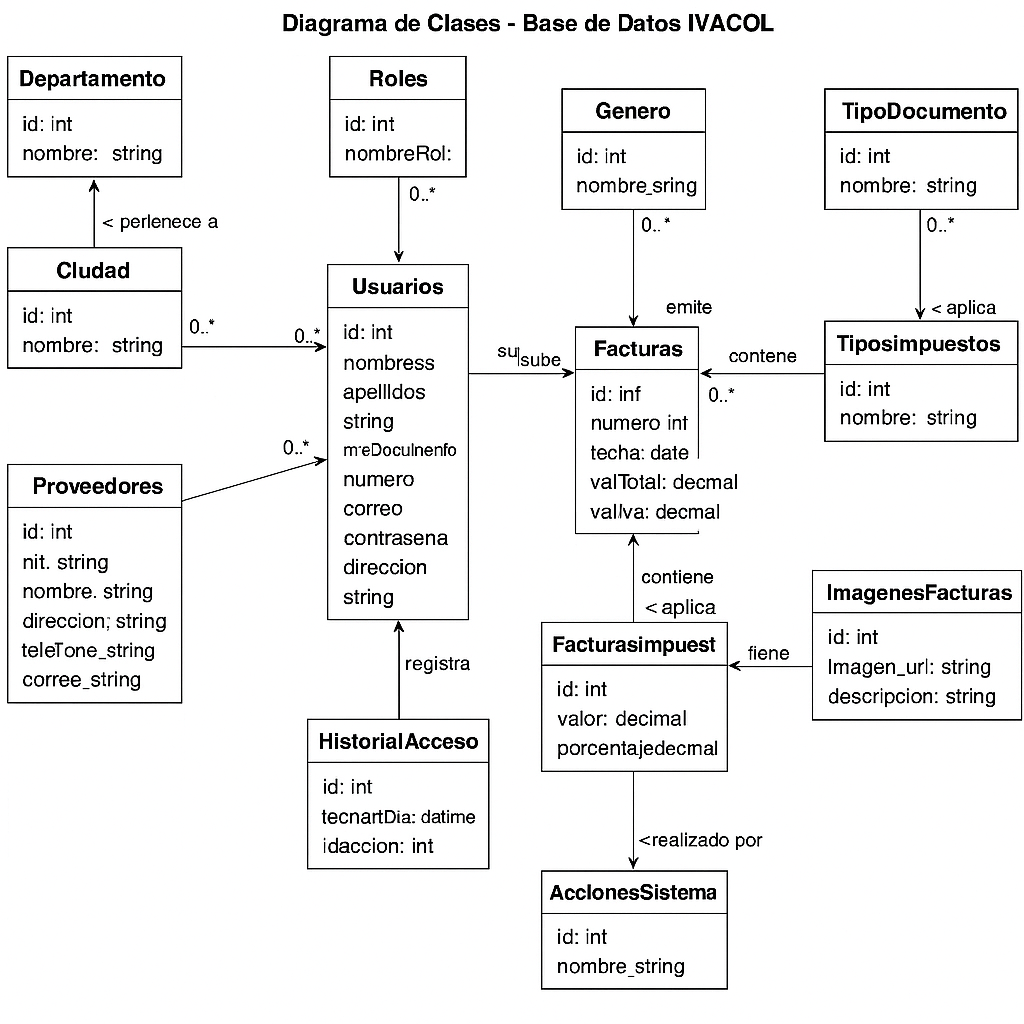 Diagrama de Clases - Base de Datos IVACOL
Departamento
id: int
nombre: string
Roles
id: int
nombreRol:
Genero
id: int
nombre_sring
TipoDocumento
id: int
nombre: string
0..*
0..*
0..*
< perlenece a
Cludad
id: int
nombre: string
0..*
0..*
Usuarios
id: int
nombress
apellldos
string
numero
correo
contrasena
direccion
string
su|sube
emite
Facturas
id: inf
numero int
techa: date
valTotal: decmal
valIva: decmal
contene
0..*
< aplica
Tiposimpuestos
id: int
nombre: string
0..*
Proveedores
id: int
nit. string
nombre. string
direccion; string
teleTone_string
corree_string
contiene
< aplica
Facturasimpuest
id: int
valor: decimal
porcentajedecmal
fiene
ImagenesFacturas
id: int
Imagen_url: string
descripcion: string
registra
HistorialAcceso
id: int
tecnartDia: datime
idaccion: int
<realizado por
AcclonesSistema
id: int
nombre_string